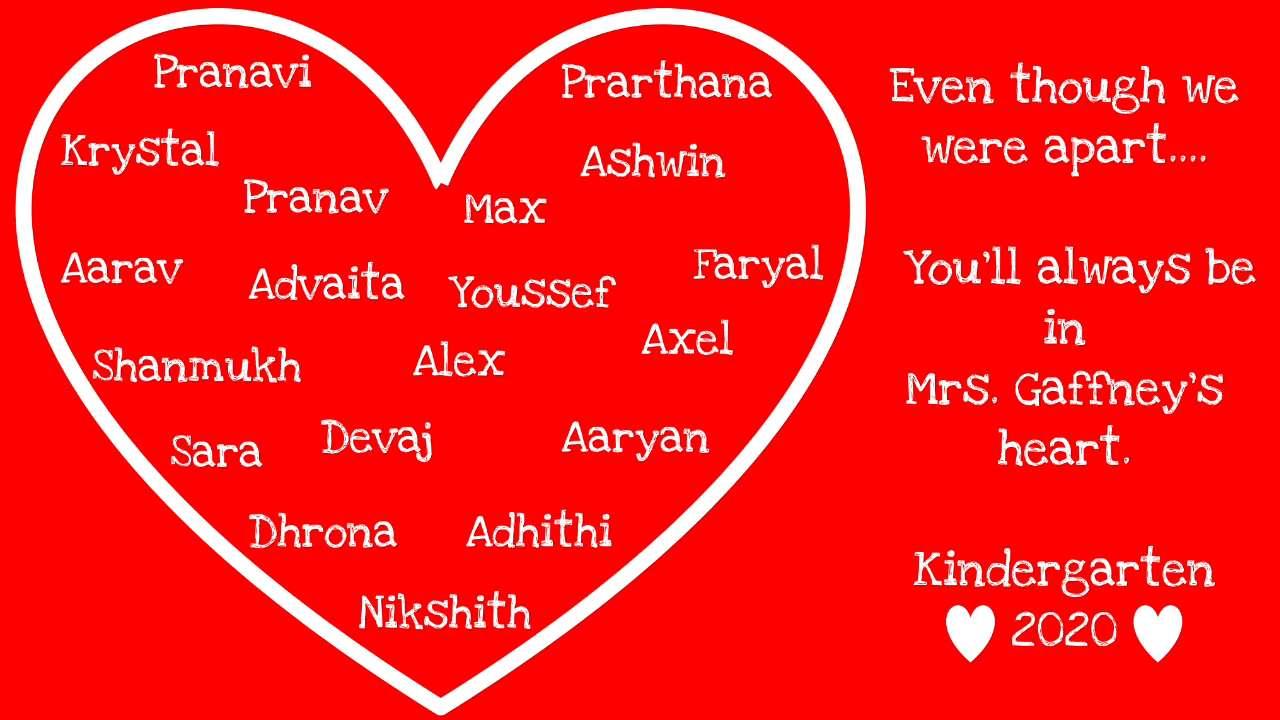 Pranavi
Prarthana
Krystal
Ashwin
Pranav
Max
Aarav
Advaita
Youssef
Faryal
Shanmukh
Alex
Axel
Sara
Devaj
Aaryan
Dhrona
Adhithi
Nikshith
Even though we
were apart....
You'll always be
in
Mrs. Gaffney's
heart.
Kindergarten
2020